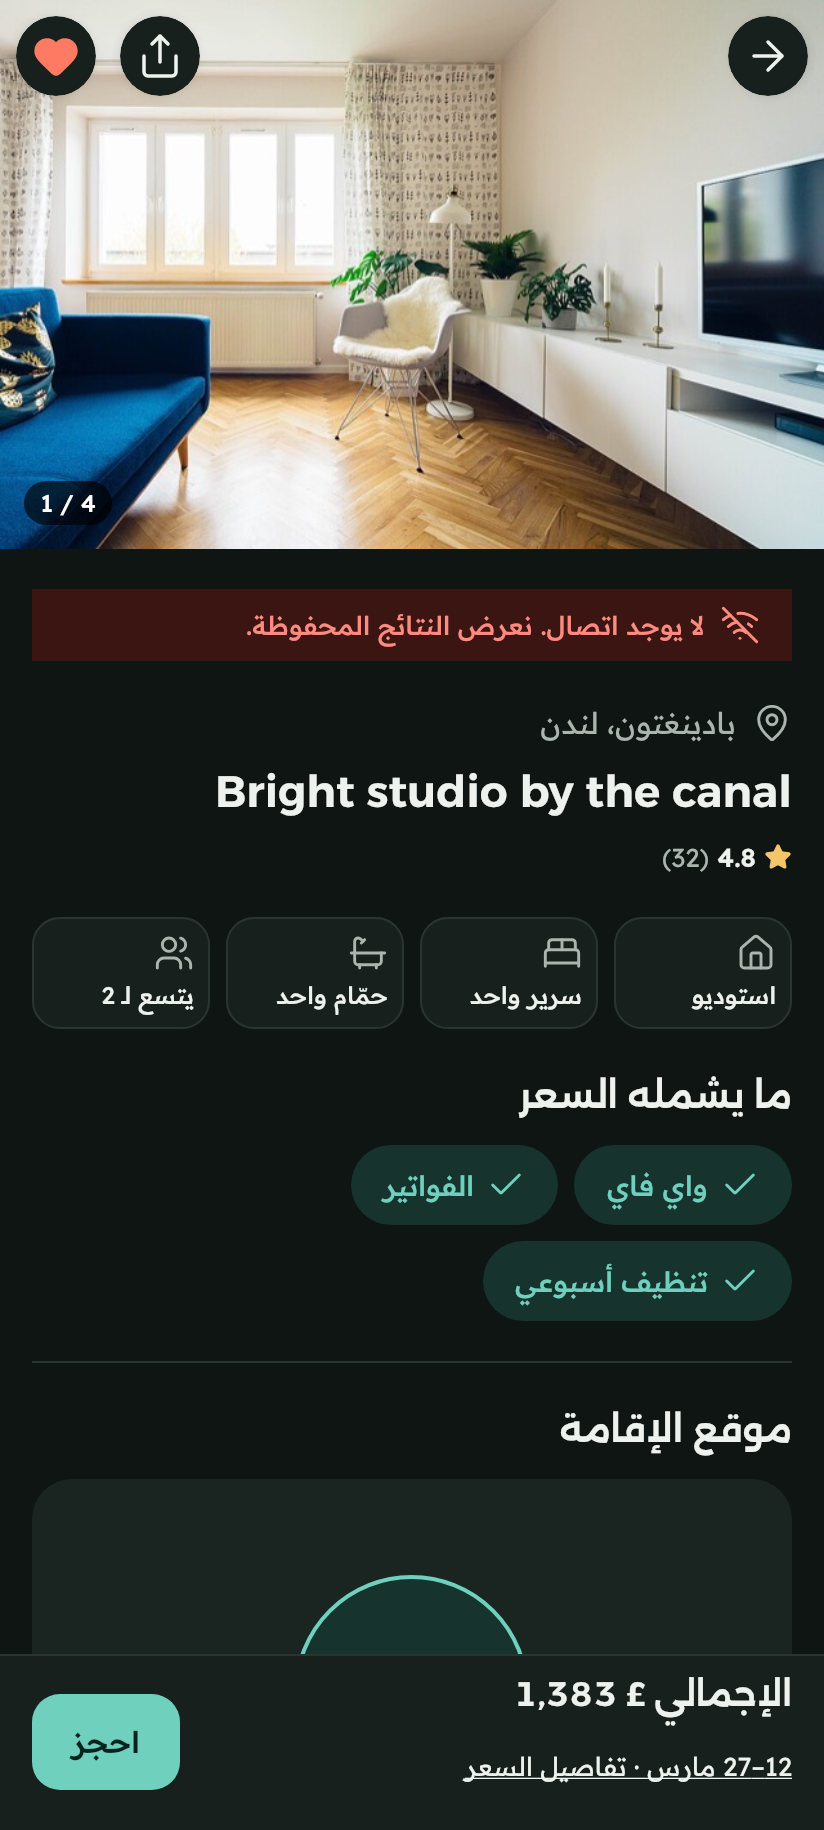 1 / 4
لا يوجد اتصال. نعرض النتائج المحفوظة.
بادينغتون، لندن
Bright studio by the canal
4.8 (32)
استوديو
سرير واحد
حمّام واحد
يتسع لـ 2
ما يشمله السعر
واي فاي
الفواتير
تنظيف أسبوعي
موقع الإقامة
الإجمالي £ 1,383
12–27 مارس · تفاصيل السعر
احجز